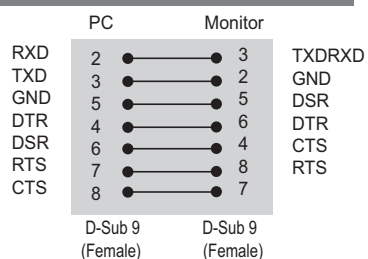 PC Monitor
RXD 2 3 TXDRXD
TXD 3 2 GND
GND 5 5 DSR
DTR 4 6 DTR
DSR 6 4 CTS
RTS 7 8 RTS
CTS 8 7
D-Sub 9 D-Sub 9
(Female) (Female)